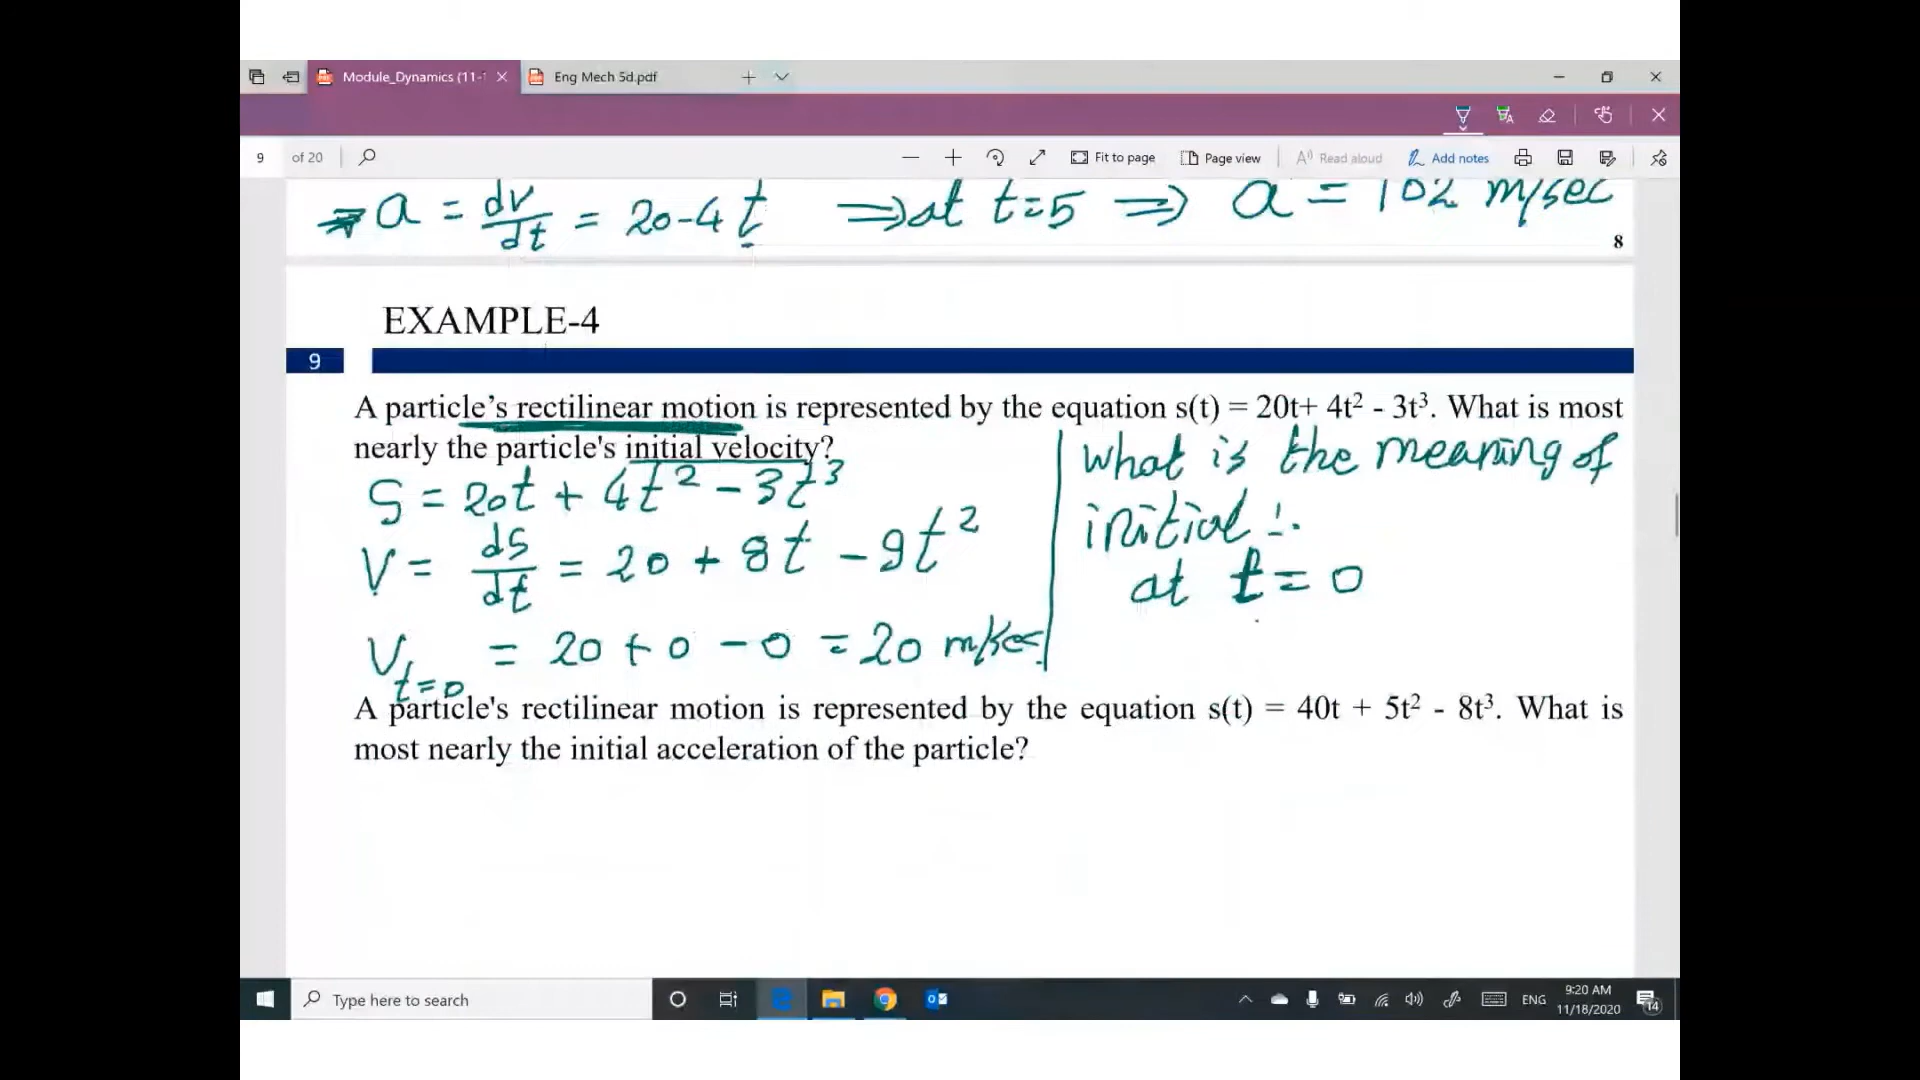 Module_Dynamics (11-
Eng Mech 5d.pdf
9 of 20
Fit to page
Page view
Read aloud
Add notes
a = dv/dt = 20-4t ⇒ at t=5 ⇒ a = 102 m/sec
8
EXAMPLE-4
9
A particle's rectilinear motion is represented by the equation s(t) = 20t+ 4t² - 3t³. What is most
nearly the particle's initial velocity?
S = 20t + 4t² - 3t³
V = ds/dt = 20 + 8t - 9t²
V t=0 = 20 + 0 - 0 = 20 m/sec.
what is the meaning of
initial :.
at t = 0
A particle's rectilinear motion is represented by the equation s(t) = 40t + 5t² - 8t³. What is
most nearly the initial acceleration of the particle?
Type here to search
ENG
9:20 AM
11/18/2020
14